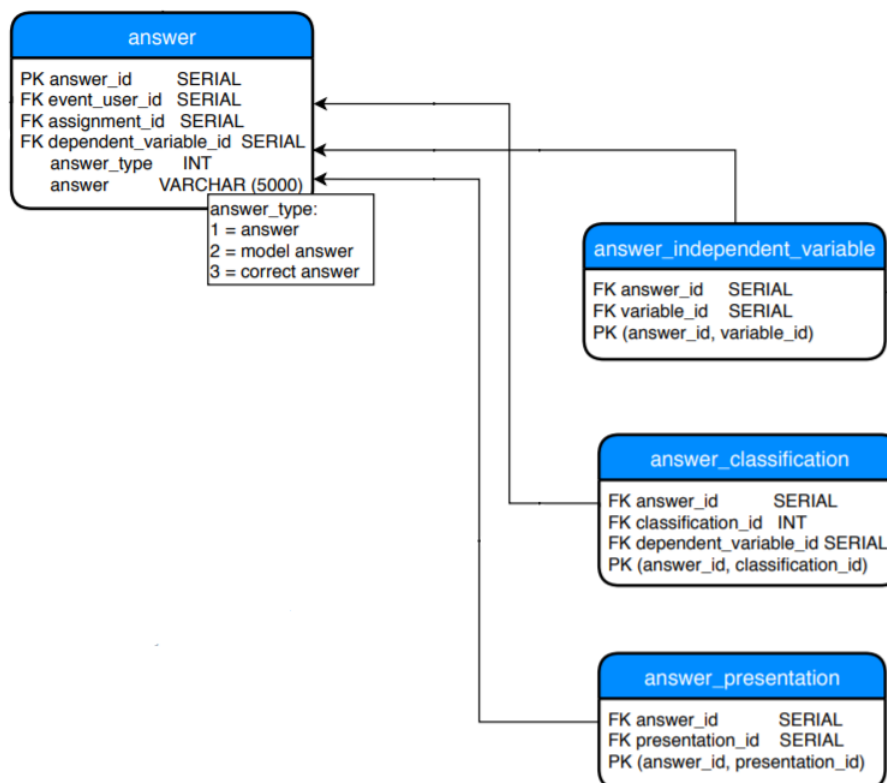 answer
PK answer_id SERIAL
FK event_user_id SERIAL
FK assignment_id SERIAL
FK dependent_variable_id SERIAL
answer_type INT
answer VARCHAR (5000)
answer_type:
1 = answer
2 = model answer
3 = correct answer
answer_independent_variable
FK answer_id SERIAL
FK variable_id SERIAL
PK (answer_id, variable_id)
answer_classification
FK answer_id SERIAL
FK classification_id INT
FK dependent_variable_id SERIAL
PK (answer_id, classification_id)
answer_presentation
FK answer_id SERIAL
FK presentation_id SERIAL
PK (answer_id, presentation_id)